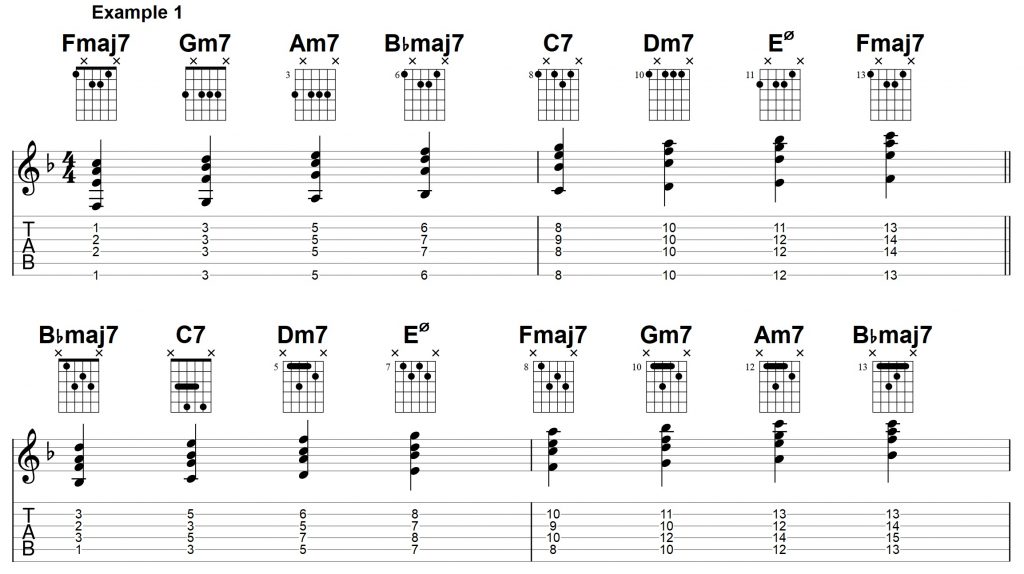 Example 1
Fmaj7 Gm7 Am7 B♭maj7 C7 Dm7 Eø Fmaj7
× × × × × × × × × × × × × × × ×
3 6 8 10 11 13
4
4
T 1 3 5 6 8 10 11 13
2 3 5 7 9 10 12 14
A 2 3 5 7 8 10 12 14
B
1 3 5 6 8 10 12 13
B♭maj7 C7 Dm7 Eø Fmaj7 Gm7 Am7 B♭maj7
× × × × × × × × × × × × × × × ×
5 7 8 10 12 13
T 3 5 6 8 10 11 13 13
2 3 5 7 9 10 12 14
A 3 5 7 8 10 12 14 15
B 1 3 5 7 8 10 12 13